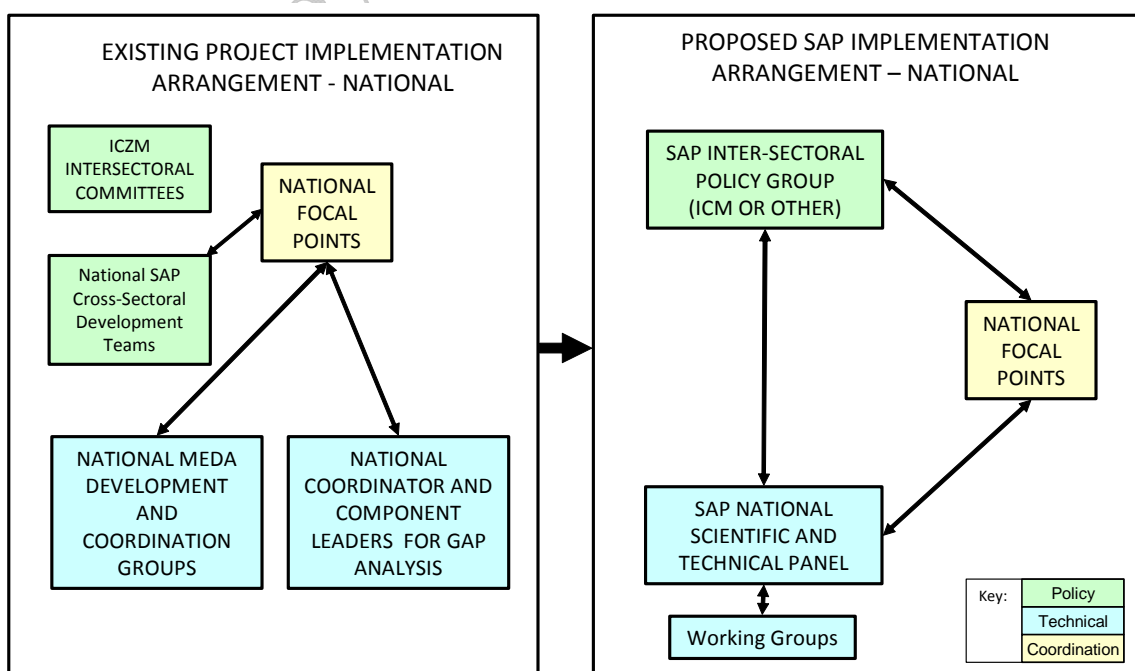 EXISTING PROJECT IMPLEMENTATION
ARRANGEMENT - NATIONAL
ICZM
INTERSECTORAL
COMMITTEES
NATIONAL
FOCAL
POINTS
National SAP
Cross-Sectoral
Development
Teams
NATIONAL MEDA
DEVELOPMENT
AND
COORDINATION
GROUPS
NATIONAL
COORDINATOR AND
COMPONENT
LEADERS FOR GAP
ANALYSIS
PROPOSED SAP IMPLEMENTATION
ARRANGEMENT – NATIONAL
SAP INTER-SECTORAL
POLICY GROUP
(ICM OR OTHER)
NATIONAL
FOCAL
POINTS
SAP NATIONAL
SCIENTIFIC AND
TECHNICAL PANEL
Working Groups
Key:
Policy
Technical
Coordination